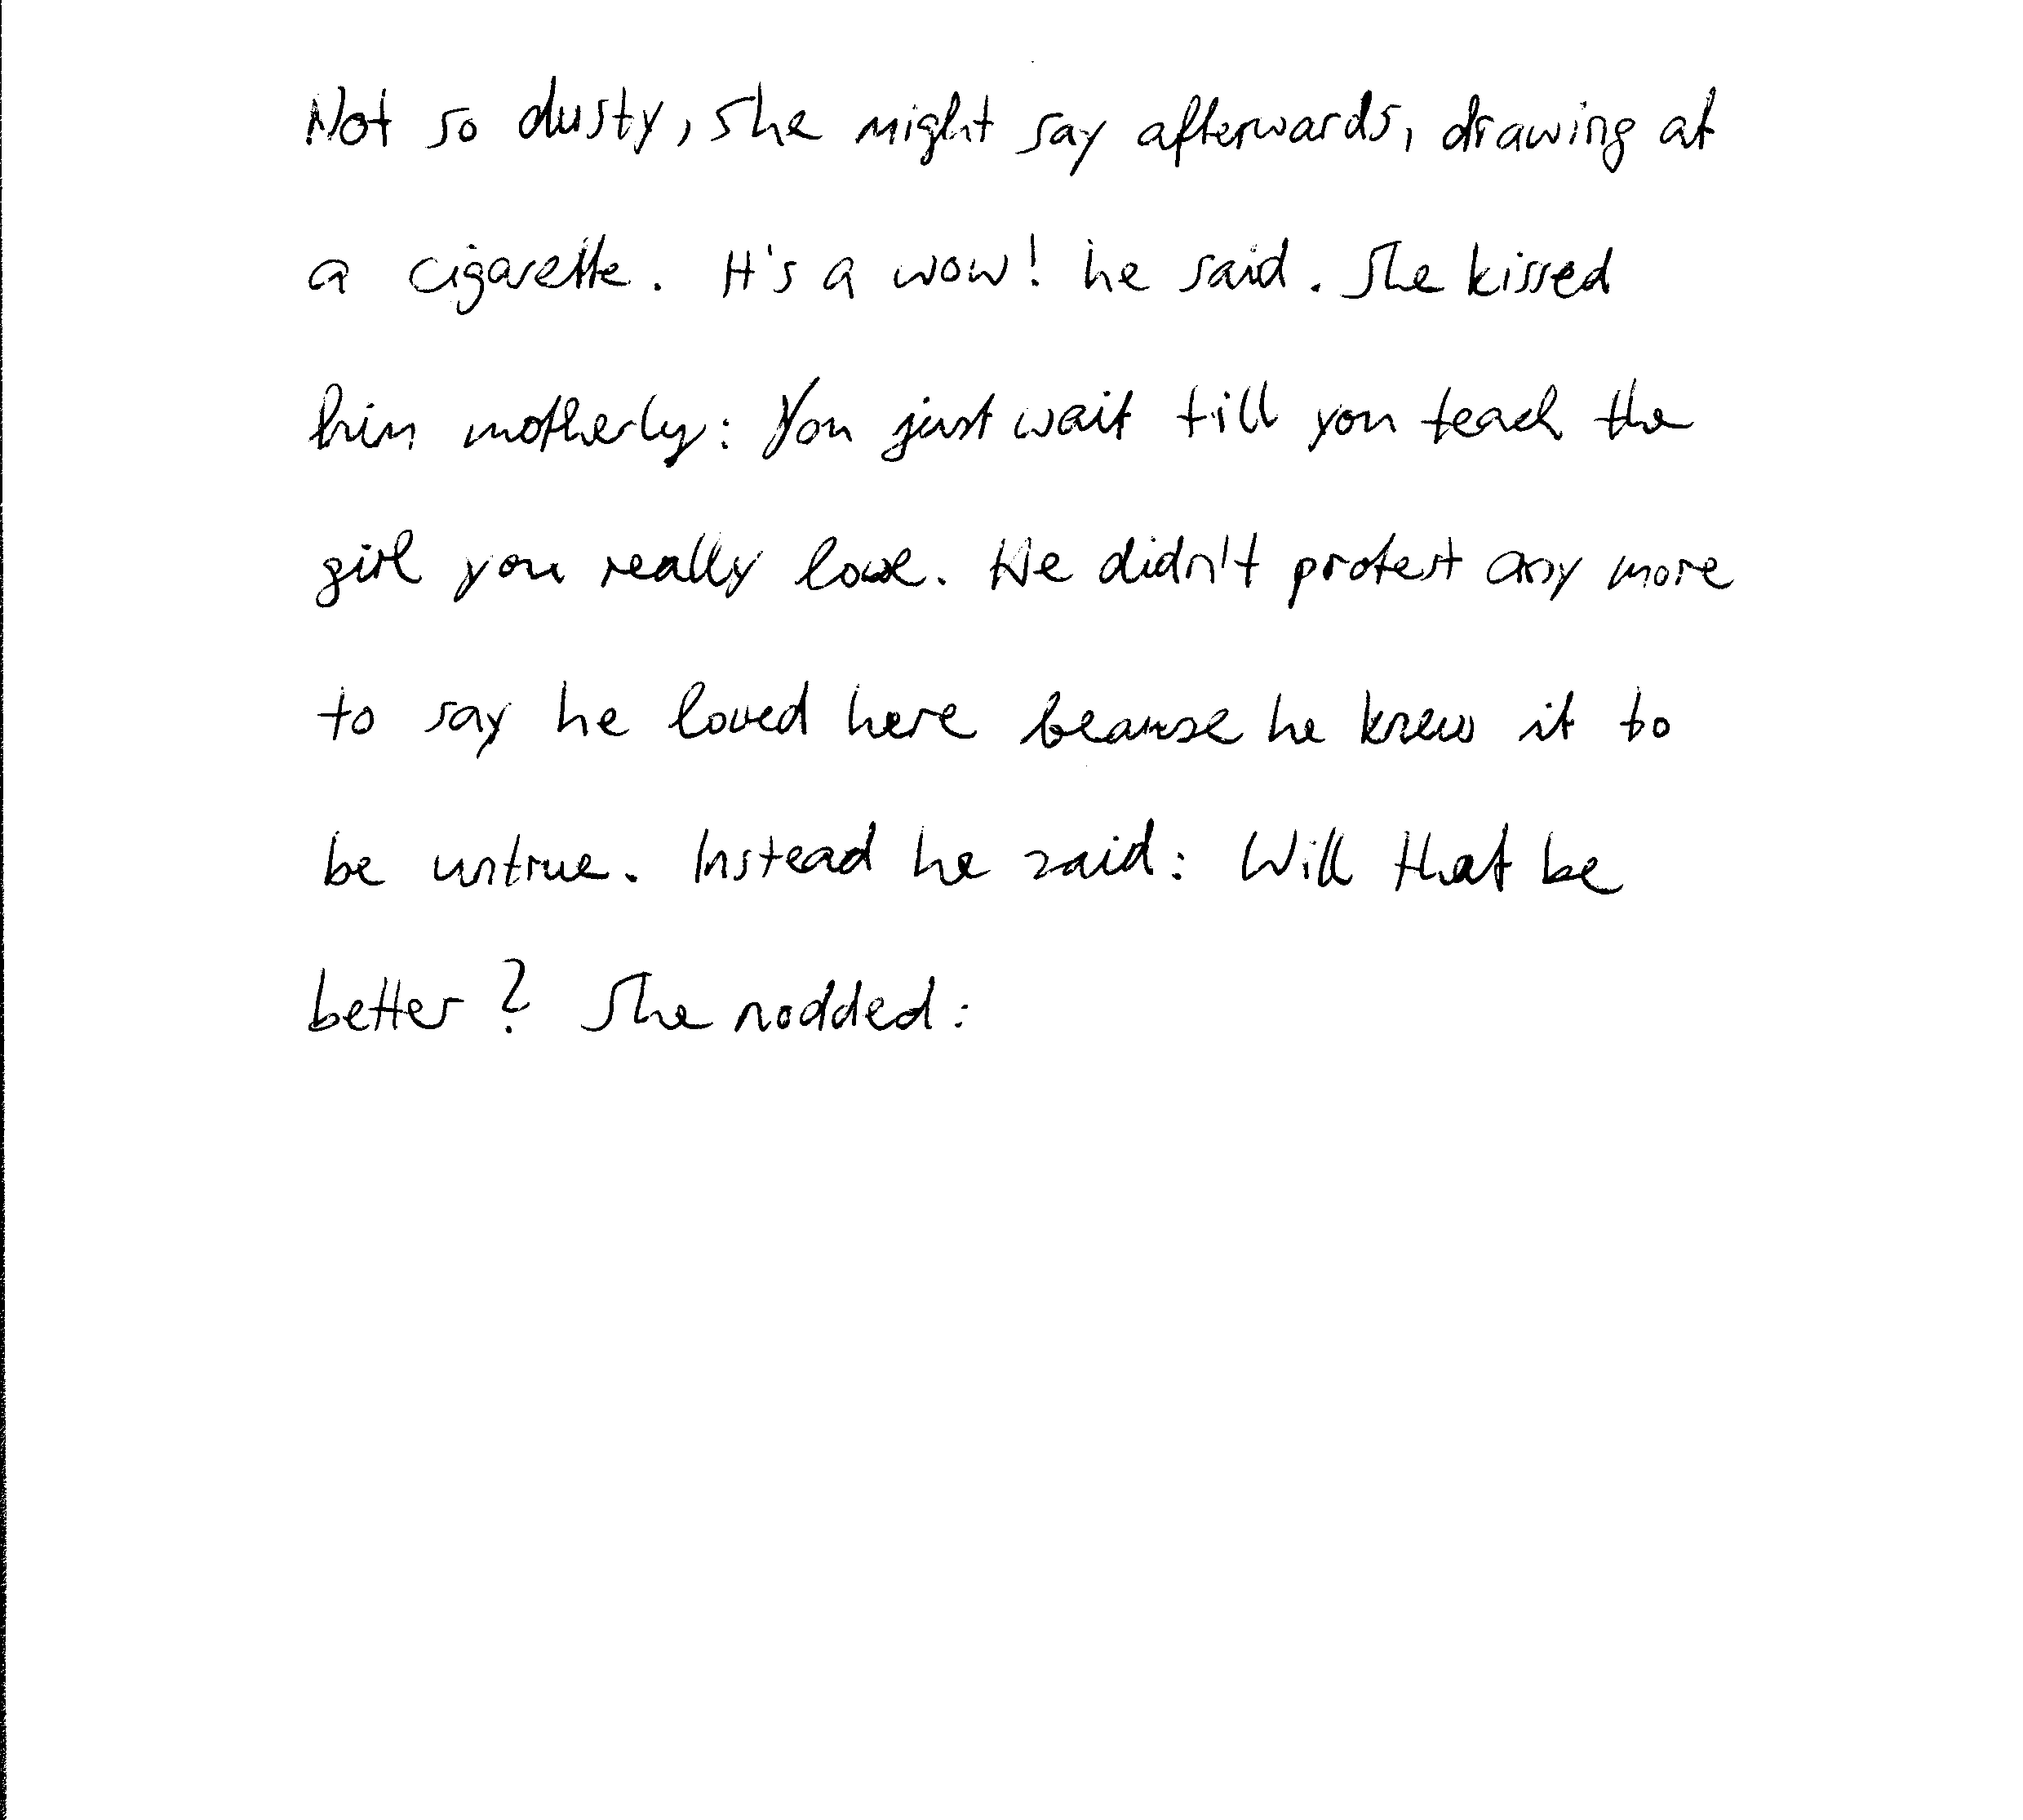 Not so dusty, she might say afterwards, drawing at
a cigarette. It's a wow! he said. She kissed
him motherly: You just wait till you teach the
girl you really love. He didn't protest any more
to say he loved here beause he knew it to
be untrue. Instead he said: Will that be
better? She nodded: